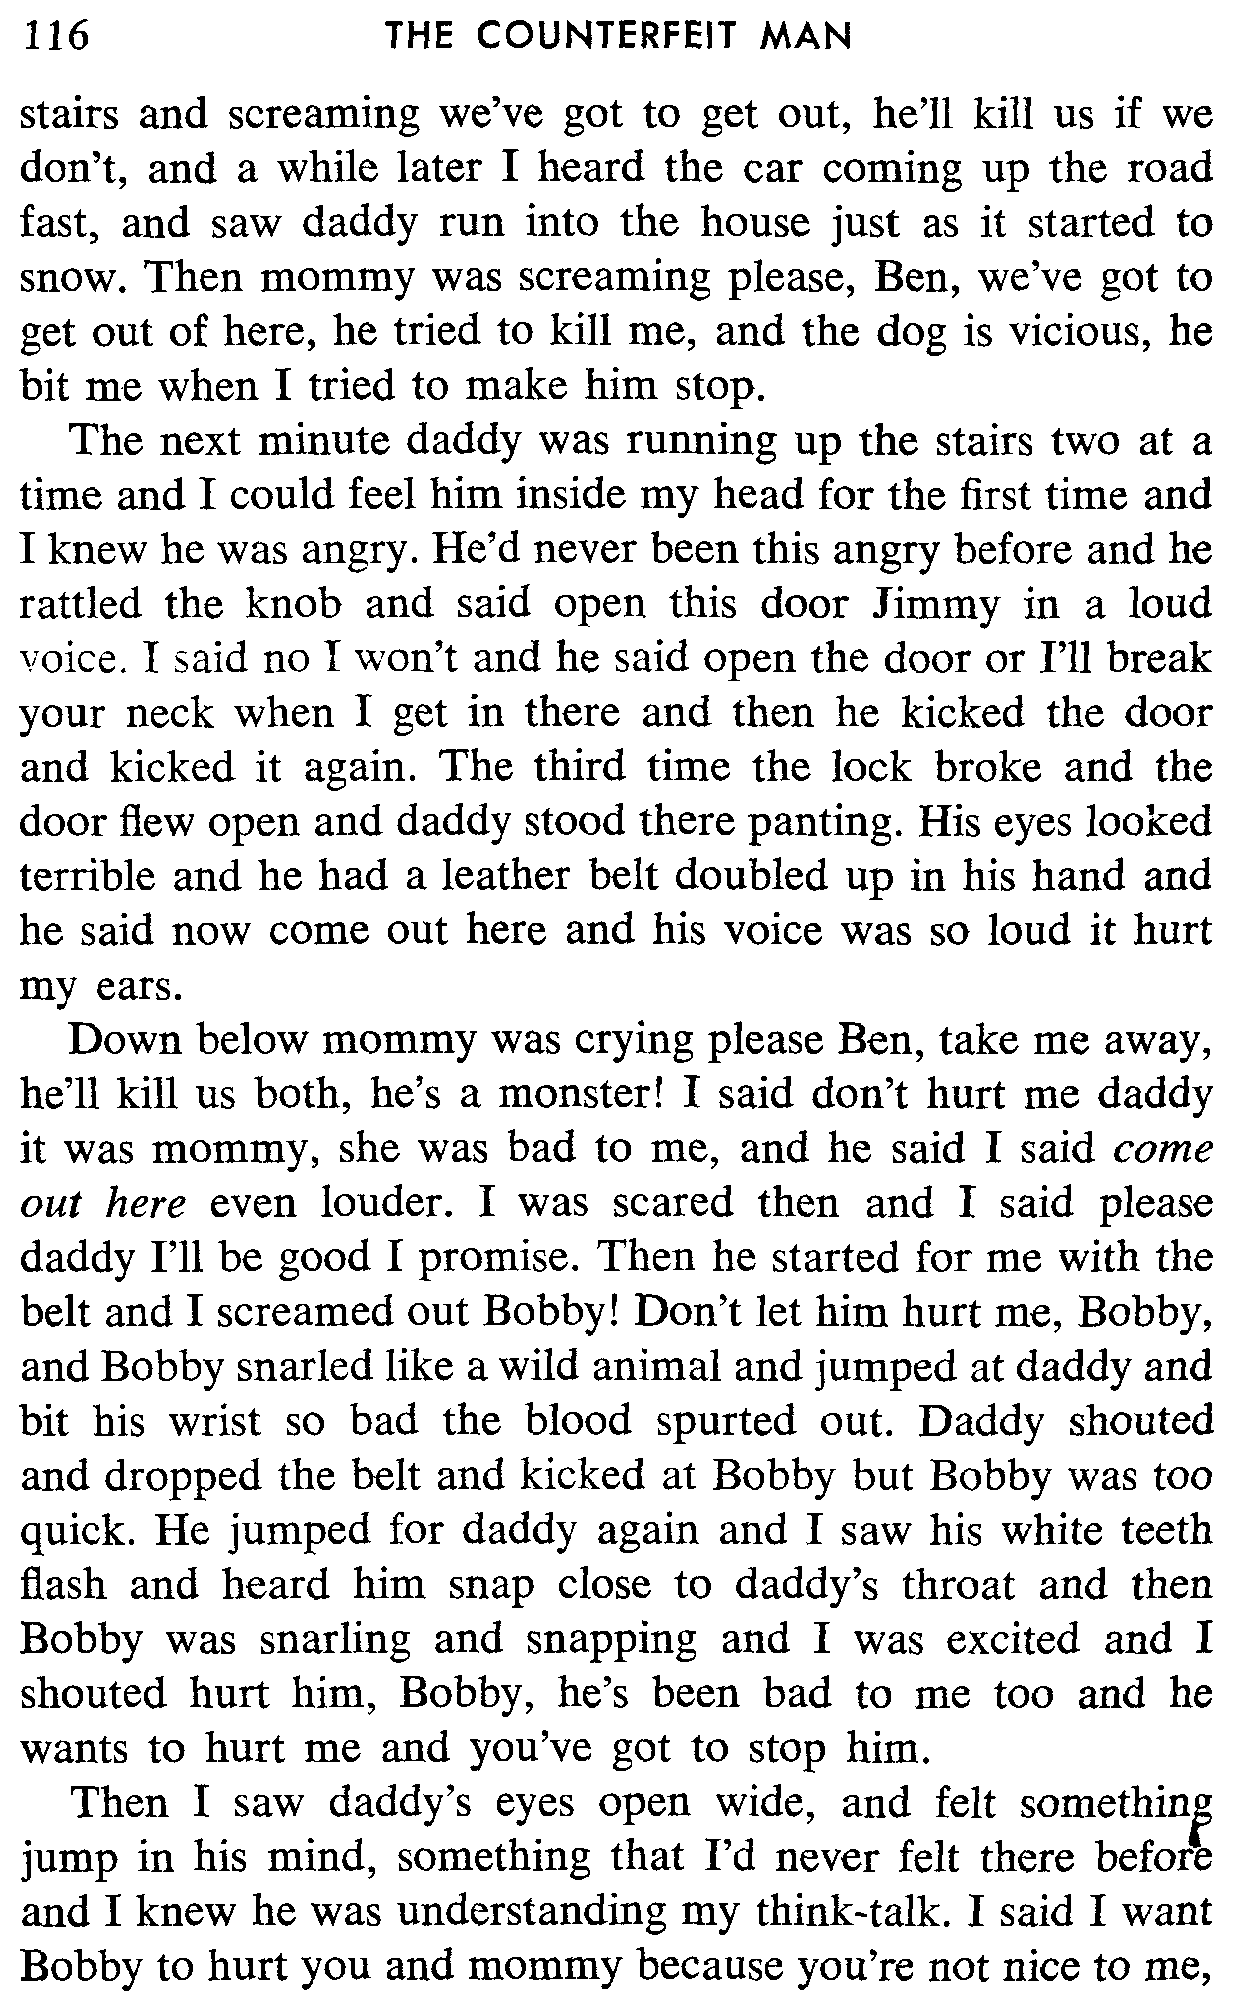 116 THE COUNTERFEIT MAN
stairs and screaming we've got to get out, he'll kill us if we
don't, and a while later I heard the car coming up the road
fast, and saw daddy run into the house just as it started to
snow. Then mommy was screaming please, Ben, we've got to
get out of here, he tried to kill me, and the dog is vicious, he
bit me when I tried to make him stop.
The next minute daddy was running up the stairs two at a
time and I could feel him inside my head for the first time and
I knew he was angry. He'd never been this angry before and he
rattled the knob and said open this door Jimmy in a loud
voice. I said no I won't and he said open the door or I'll break
your neck when I get in there and then he kicked the door
and kicked it again. The third time the lock broke and the
door flew open and daddy stood there panting. His eyes looked
terrible and he had a leather belt doubled up in his hand and
he said now come out here and his voice was so loud it hurt
my ears.
Down below mommy was crying please Ben, take me away,
he'll kill us both, he's a monster! I said don't hurt me daddy
it was mommy, she was bad to me, and he said I said come
out here even louder. I was scared then and I said please
daddy I'll be good I promise. Then he started for me with the
belt and I screamed out Bobby! Don't let him hurt me, Bobby,
and Bobby snarled like a wild animal and jumped at daddy and
bit his wrist so bad the blood spurted out. Daddy shouted
and dropped the belt and kicked at Bobby but Bobby was too
quick. He jumped for daddy again and I saw his white teeth
flash and heard him snap close to daddy's throat and then
Bobby was snarling and snapping and I was excited and I
shouted hurt him, Bobby, he's been bad to me too and he
wants to hurt me and you've got to stop him.
Then I saw daddy's eyes open wide, and felt something
jump in his mind, something that I'd never felt there before
and I knew he was understanding my think-talk. I said I want
Bobby to hurt you and mommy because you're not nice to me,